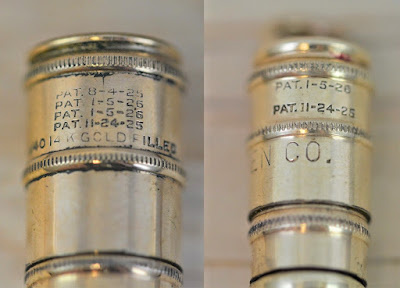 PAT. 8-4-25
PAT. 1-5-26
PAT. 1-5-26
PAT. 11-24-25
14K GOLD FILLED
PAT. 1-5-26
PAT. 11-24-25
EN CO.